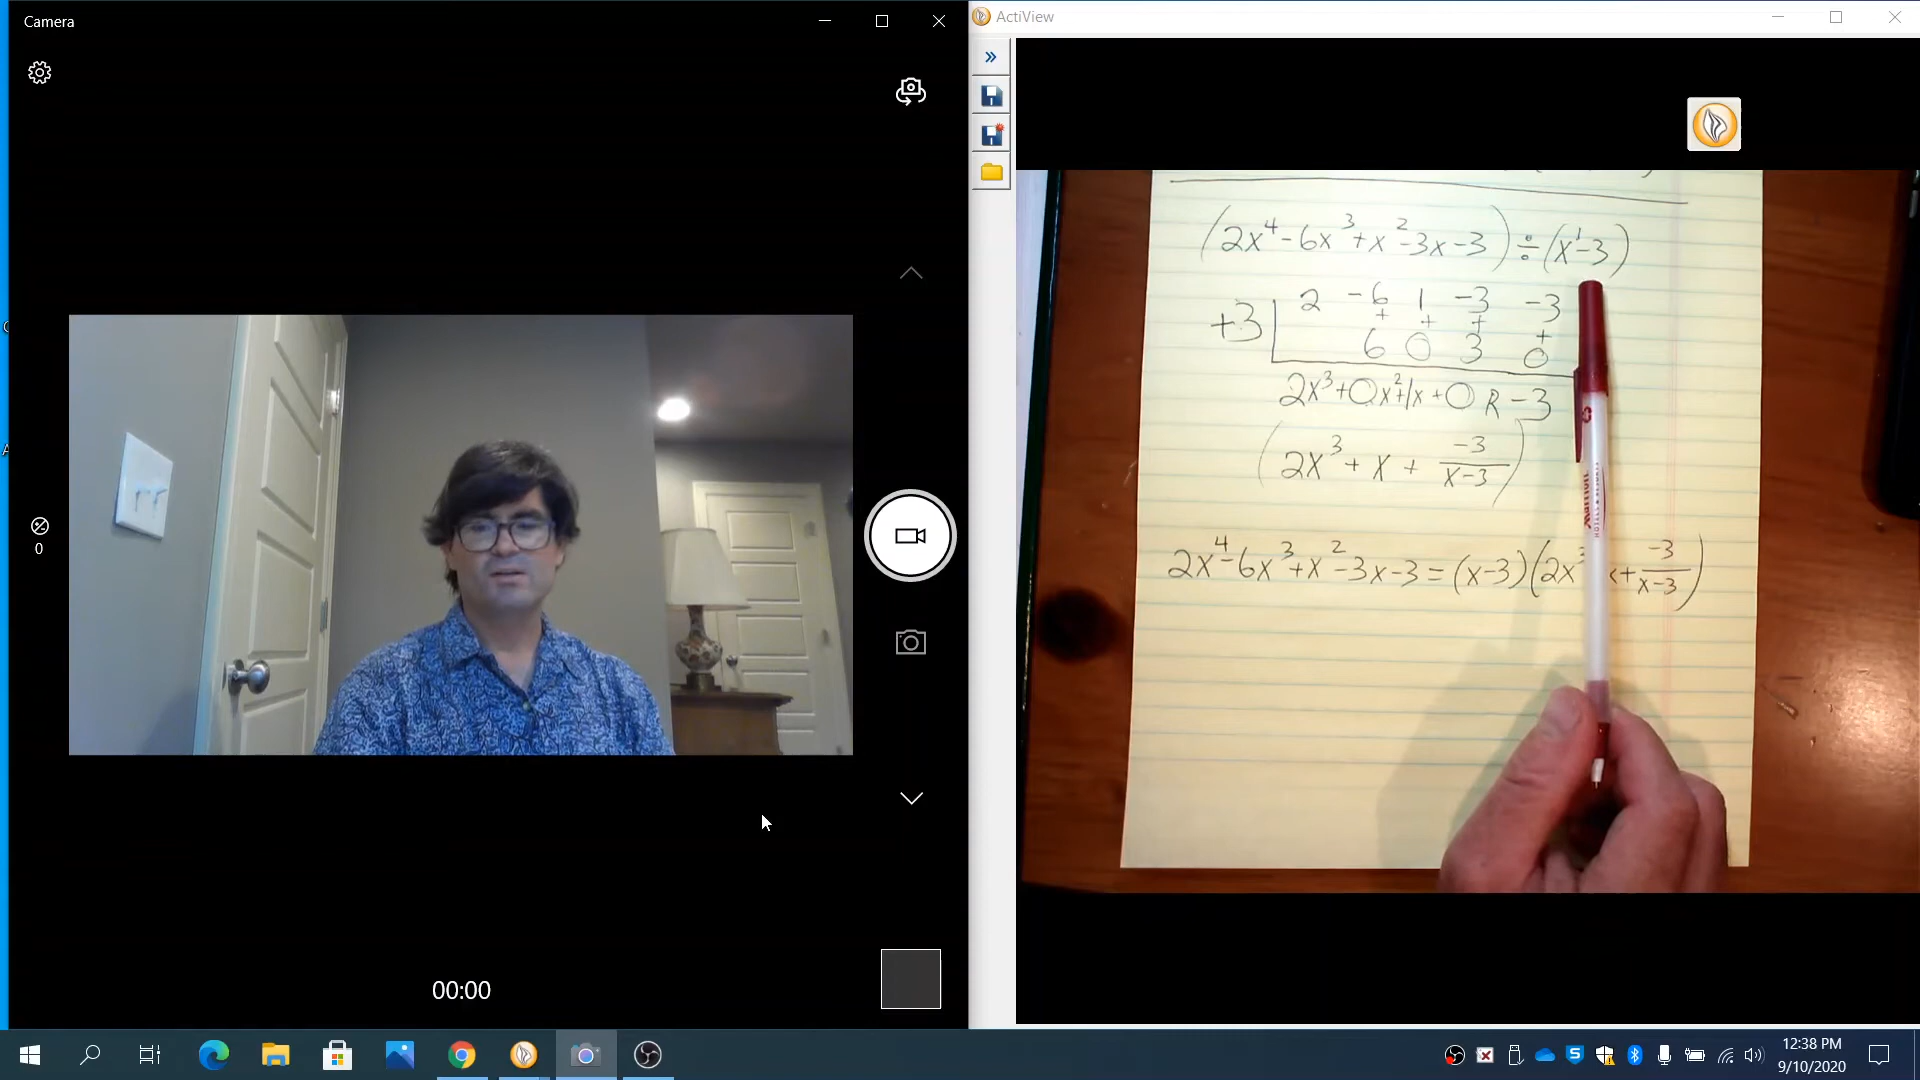 Camera
ActiView
(2x⁴-6x³+x²-3x-3)÷(x¹-3)
+3 2 -6 1 -3 -3
+ + + +
6 0 3 0
2x³+0x²+1x+0 R -3
(2x³+x+ -3/(x-3))
2x⁴-6x³+x²-3x-3=(x-3)(2x³ x+ -3/(x-3))
0
00:00
12:38 PM
9/10/2020